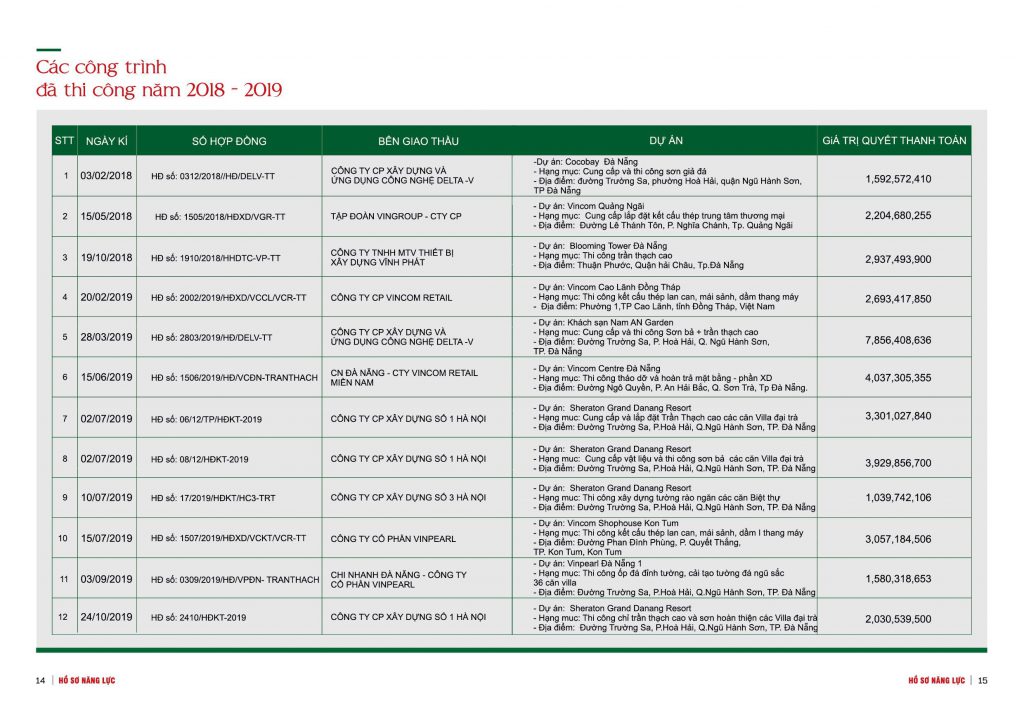 Các công trình
đã thi công năm 2018 - 2019
STT NGÀY KÍ SỐ HỢP ĐỒNG BÊN GIAO THẦU DỰ ÁN GIÁ TRỊ QUYẾT THANH TOÁN
1 03/02/2018 HĐ số: 0312/2018//HĐ/DELV-TT
CÔNG TY CP XÂY DỰNG VÀ
ỨNG DỤNG CÔNG NGHỆ DELTA -V
-Dự án: Cocobay Đà Nẵng
- Hạng mục: Cung cấp và thi công sơn giả đá
- Địa điểm: đường Trường Sa, phường Hoà Hải, quận Ngũ Hành Sơn,
TP Đà Nẵng
1,592,572,410
2 15/05/2018 HĐ số: 1505/2018/HĐXD/VGR-TT
TẬP ĐOÀN VINGROUP - CTY CP
- Dự án: Vincom Quảng Ngãi
- Hạng mục: Cung cấp lắp đặt kết cấu thép trung tâm thương mại
- Địa điểm: Đường Lê Thánh Tôn, P. Nghĩa Chánh, Tp. Quảng Ngãi
2,204,680,255
3 19/10/2018 HĐ số: 1910/2018/HHDTC-VP-TT
CÔNG TY TNHH MTV THIẾT BỊ
XÂY DỰNG VĨNH PHÁT
- Dự án: Blooming Tower Đà Nẵng
- Hạng mục: Thi công trần thạch cao
- Địa điểm: Thuận Phước, Quận hải Châu, Tp.Đà Nẵng
2,937,493,900
4 20/02/2019 HĐ số: 2002/2019/HĐXD/VCCL/VCR-TT
CÔNG TY CP VINCOM RETAIL
- Dự án: Vincom Cao Lãnh Đồng Tháp
- Hạng mục: Thi công kết cấu thép lan can, mái sảnh, dầm thang máy
- Địa điểm: Phường 1,TP Cao Lãnh, tỉnh Đồng Tháp, Việt Nam
2,693,417,850
5 28/03/2019 HĐ số: 2803/2019/HĐ/DELV-TT
CÔNG TY CP XÂY DỰNG VÀ
ỨNG DỤNG CÔNG NGHỆ DELTA -V
- Dự án: Khách sạn Nam AN Garden
- Hạng mục: Cung cấp và thi công Sơn bả + trần thạch cao
- Địa điểm: Đường Trường Sa, P. Hoà Hải, Q. Ngũ Hành Sơn,
TP. Đà Nẵng
7,856,408,636
6 15/06/2019 HĐ số: 1506/2019/HĐ/VCĐN-TRANTHACH
CN ĐÀ NẴNG - CTY VINCOM RETAIL
MIỀN NAM
- Dự án: Vincom Centre Đà Nẵng
- Hạng mục: Thi công tháo dỡ và hoàn trả mặt bằng - phần XD
- Địa điểm: Đường Ngô Quyền, P. An Hải Bắc, Q. Sơn Trà, Tp Đà Nẵng.
4,037,305,355
7 02/07/2019 HĐ số: 06/12/TP/HĐKT-2019
CÔNG TY CP XÂY DỰNG SỐ 1 HÀ NỘI
- Dự án: Sheraton Grand Danang Resort
- Hạng mục: Cung cấp và lắp đặt Trần Thạch cao các căn Villa đại trà
- Địa điểm: Đường Trường Sa, P.Hoà Hải, Q.Ngũ Hành Sơn, TP. Đà Nẵng
3,301,027,840
8 02/07/2019 HĐ số: 08/12/HĐKT-2019
CÔNG TY CP XÂY DỰNG SỐ 1 HÀ NỘI
- Dự án: Sheraton Grand Danang Resort
- Hạng mục: Cung cấp vật liệu và thi công sơn bả các căn Villa đại trà
- Địa điểm: Đường Trường Sa, P.Hoà Hải, Q.Ngũ Hành Sơn, TP. Đà Nẵng
3,929,856,700
9 10/07/2019 HĐ số: 17/2019/HĐKT/HC3-TRT
CÔNG TY CP XÂY DỰNG SỐ 3 HÀ NỘI
- Dự án: Sheraton Grand Danang Resort
- Hạng mục: Thi công xây dựng tường rào ngăn các căn Biệt thự
- Địa điểm: Đường Trường Sa, P.Hoà Hải, Q.Ngũ Hành Sơn, TP. Đà Nẵng
1,039,742,106
10 15/07/2019 HĐ số: 1507/2019/HĐXD/VCKT/VCR-TT
CÔNG TY CỔ PHẦN VINPEARL
- Dự án: Vincom Shophouse Kon Tum
- Hạng mục: Thi công kết cấu thép lan can, mái sảnh, dầm I thang máy
- Địa điểm: Đường Phan Đình Phùng, P. Quyết Thắng,
TP. Kon Tum, Kon Tum
3,057,184,506
11 03/09/2019 HĐ số: 0309/2019/HĐ/VPĐN- TRANTHACH
CHI NHANH ĐÀ NẴNG - CÔNG TY
CỔ PHẦN VINPEARL
- Dự án: Vinpearl Đà Nẵng 1
- Hạng mục: Thi công ốp đá đỉnh tường, cải tạo tường đá ngũ sắc
36 căn villa
- Địa điểm: Đường Trường Sa, P.Hoà Hải, Q.Ngũ Hành Sơn, TP. Đà Nẵng
1,580,318,653
12 24/10/2019 HĐ số: 2410/HĐKT-2019
CÔNG TY CP XÂY DỰNG SỐ 1 HÀ NỘI
- Dự án: Sheraton Grand Danang Resort
- Hạng mục: Thi công chỉ trần thạch cao và sơn hoàn thiện các Villa đại trà
- Địa điểm: Đường Trường Sa, P.Hoà Hải, Q.Ngũ Hành Sơn, TP. Đà Nẵng
2,030,539,500
14 | HỒ SƠ NĂNG LỰC
HỒ SƠ NĂNG LỰC | 15